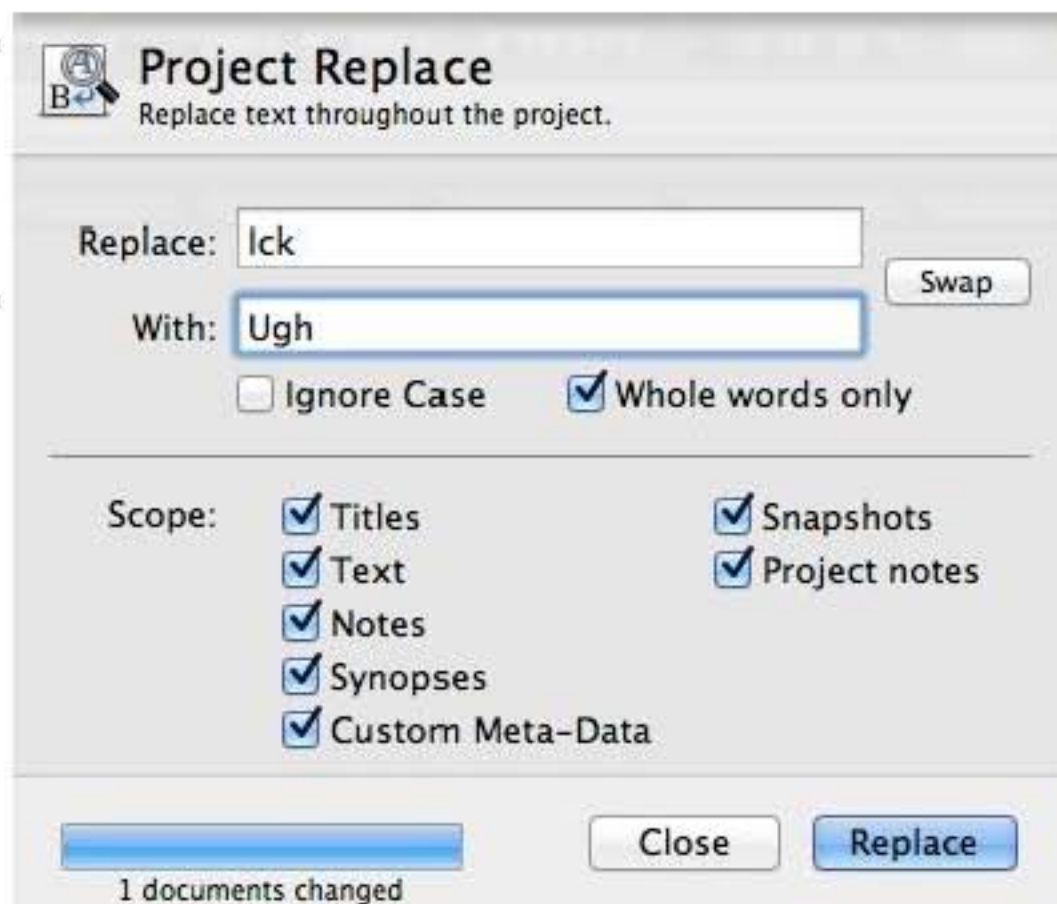 Project Replace
Replace text throughout the project.
Replace: Ick
Swap
With: Ugh
Ignore Case Whole words only
Scope: Titles Snapshots
Text Project notes
Notes
Synopses
Custom Meta-Data
Close Replace
1 documents changed